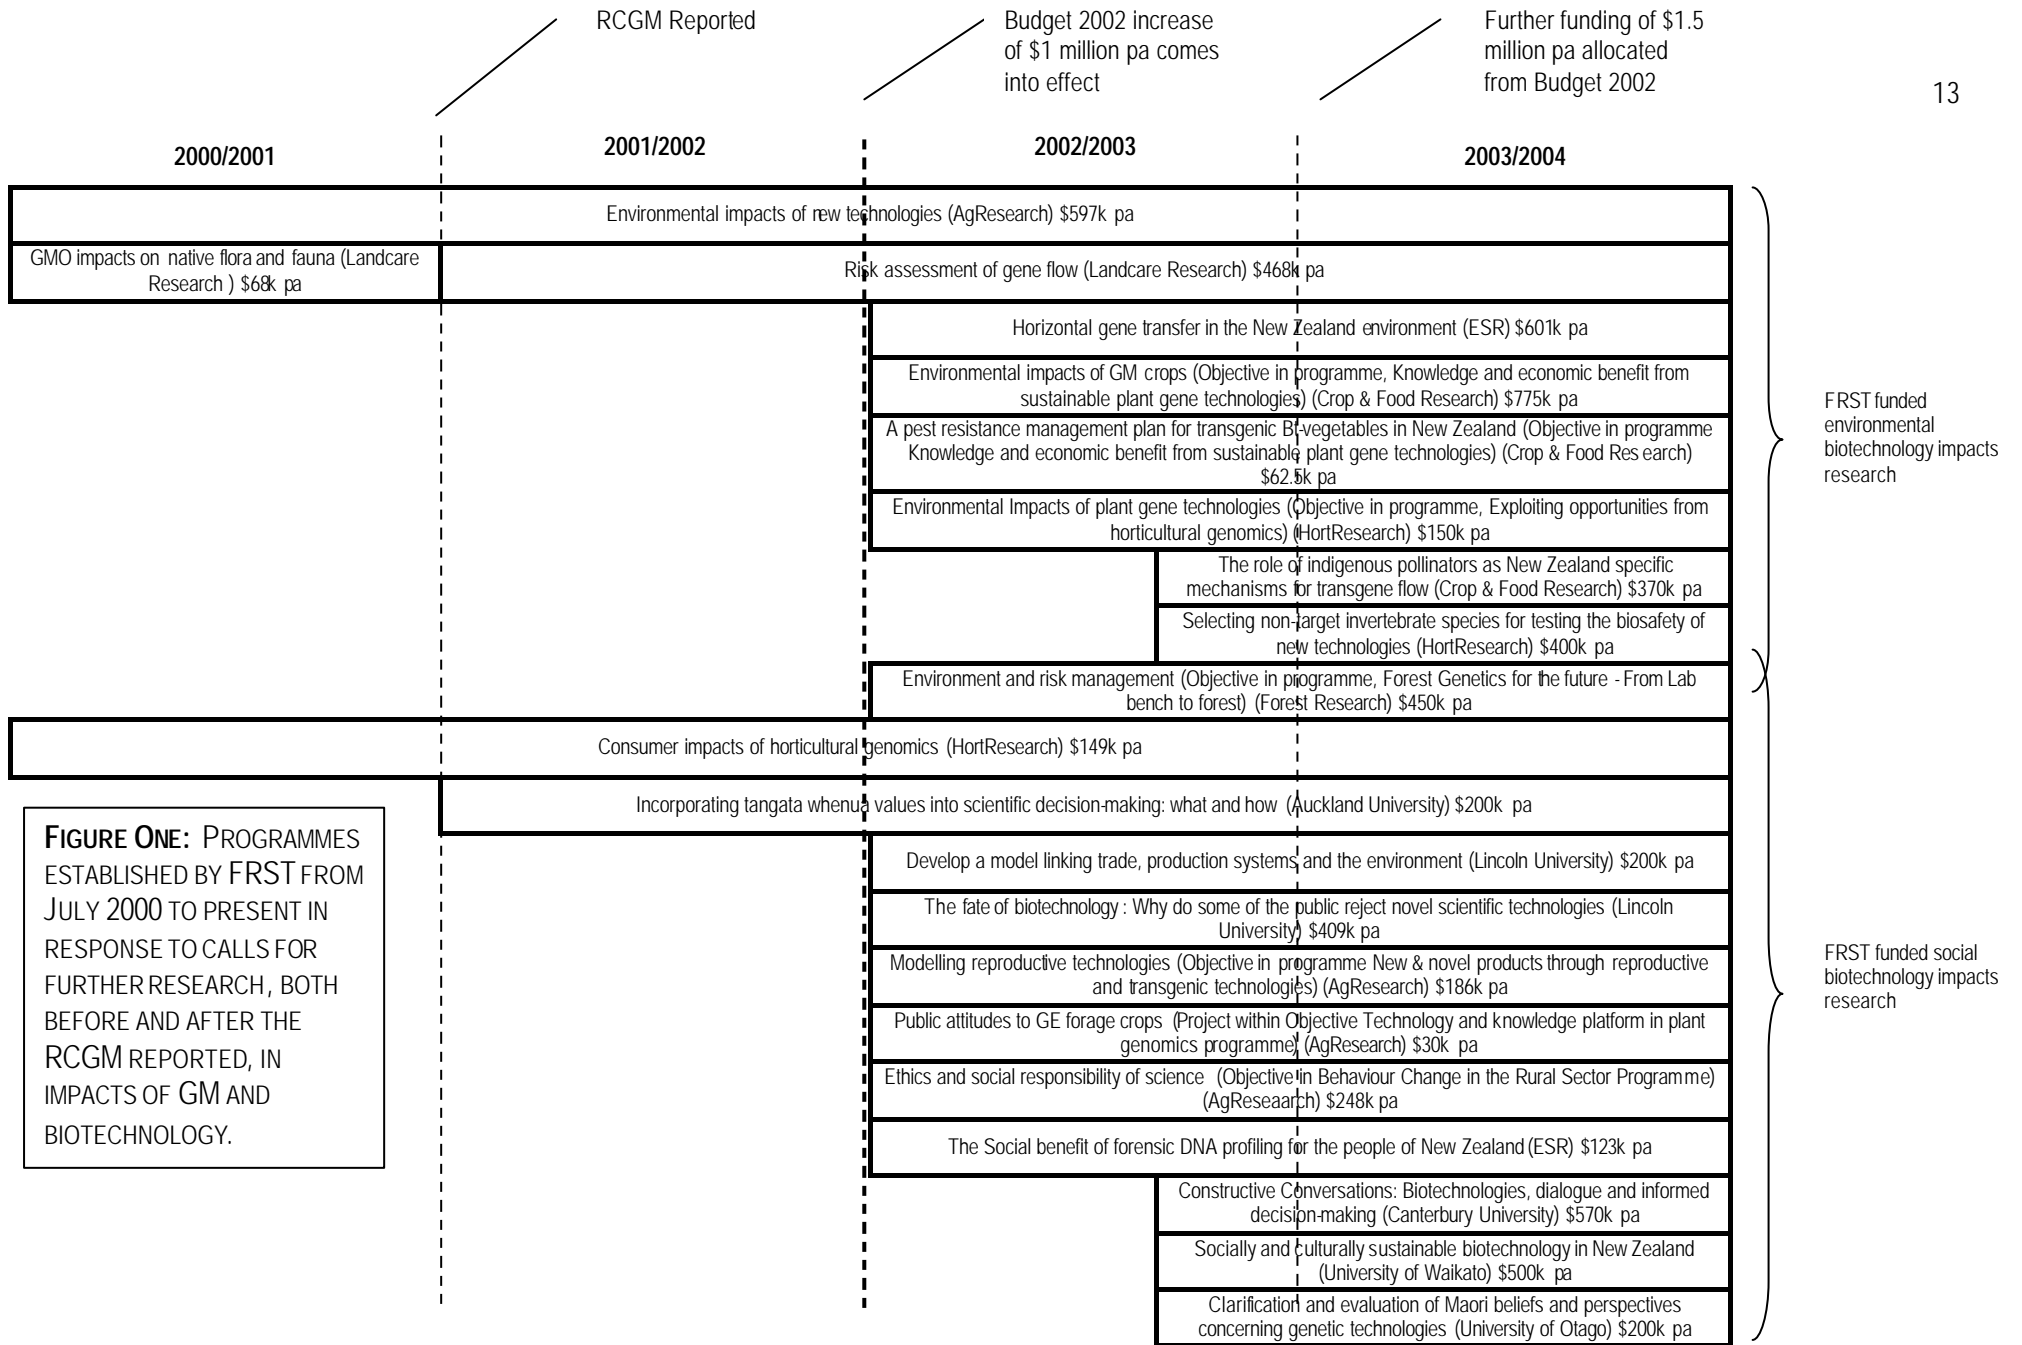 RCGM Reported
Budget 2002 increase
of $1 million pa comes
into effect
Further funding of $1.5
million pa allocated
from Budget 2002
13
2000/2001
2001/2002
2002/2003
2003/2004
Environmental impacts of new technologies (AgResearch) $597k pa
GMO impacts on native flora and fauna (Landcare
Research ) $68k pa
Risk assessment of gene flow (Landcare Research) $468k pa
Horizontal gene transfer in the New Zealand environment (ESR) $601k pa
Environmental impacts of GM crops (Objective in programme, Knowledge and economic benefit from
sustainable plant gene technologies) (Crop & Food Research) $775k pa
A pest resistance management plan for transgenic Bt-vegetables in New Zealand (Objective in programme
Knowledge and economic benefit from sustainable plant gene technologies) (Crop & Food Res earch)
$62.5k pa
Environmental Impacts of plant gene technologies (Objective in programme, Exploiting opportunities from
horticultural genomics) (HortResearch) $150k pa
The role of indigenous pollinators as New Zealand specific
mechanisms for transgene flow (Crop & Food Research) $370k pa
Selecting non-target invertebrate species for testing the biosafety of
new technologies (HortResearch) $400k pa
Environment and risk management (Objective in programme, Forest Genetics for the future - From Lab
bench to forest) (Forest Research) $450k pa
FRST funded
environmental
biotechnology impacts
research
Consumer impacts of horticultural genomics (HortResearch) $149k pa
Incorporating tangata whenua values into scientific decision-making: what and how (Auckland University) $200k pa
Develop a model linking trade, production systems and the environment (Lincoln University) $200k pa
The fate of biotechnology : Why do some of the public reject novel scientific technologies (Lincoln
University) $409k pa
Modelling reproductive technologies (Objective in programme New & novel products through reproductive
and transgenic technologies) (AgResearch) $186k pa
Public attitudes to GE forage crops (Project within Objective Technology and knowledge platform in plant
genomics programme) (AgResearch) $30k pa
Ethics and social responsibility of science (Objective in Behaviour Change in the Rural Sector Programme)
(AgReseaarch) $248k pa
The Social benefit of forensic DNA profiling for the people of New Zealand (ESR) $123k pa
Constructive Conversations: Biotechnologies, dialogue and informed
decision-making (Canterbury University) $570k pa
Socially and culturally sustainable biotechnology in New Zealand
(University of Waikato) $500k pa
Clarification and evaluation of Maori beliefs and perspectives
concerning genetic technologies (University of Otago) $200k pa
FRST funded social
biotechnology impacts
research
FIGURE ONE: PROGRAMMES
ESTABLISHED BY FRST FROM
JULY 2000 TO PRESENT IN
RESPONSE TO CALLS FOR
FURTHER RESEARCH, BOTH
BEFORE AND AFTER THE
RCGM REPORTED, IN
IMPACTS OF GM AND
BIOTECHNOLOGY.